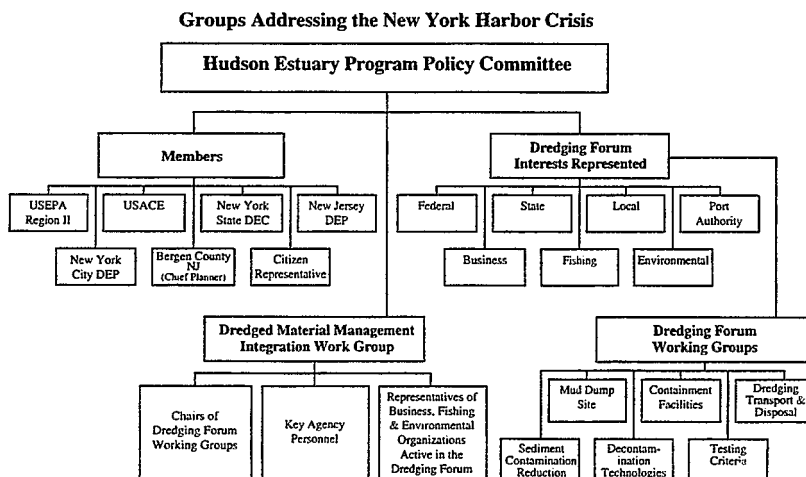 Groups Addressing the New York Harbor Crisis
Hudson Estuary Program Policy Committee
Members
Dredging Forum
Interests Represented
USEPA
Region II
USACE
New York
State DEC
New Jersey
DEP
Federal
State
Local
Port
Authority
New York
City DEP
Bergen County
NJ
(Chief Planner)
Citizen
Representative
Business
Fishing
Environmental
Dredged Material Management
Integration Work Group
Dredging Forum
Working Groups
Chairs of
Dredging Forum
Working Groups
Key Agency
Personnel
Representatives of
Business, Fishing
& Environmental
Organizations
Active in the
Dredging Forum
Mud Dump
Site
Containment
Facilities
Dredging
Transport &
Disposal
Sediment
Contamination
Reduction
Decontam-
ination
Technologies
Testing
Criteria